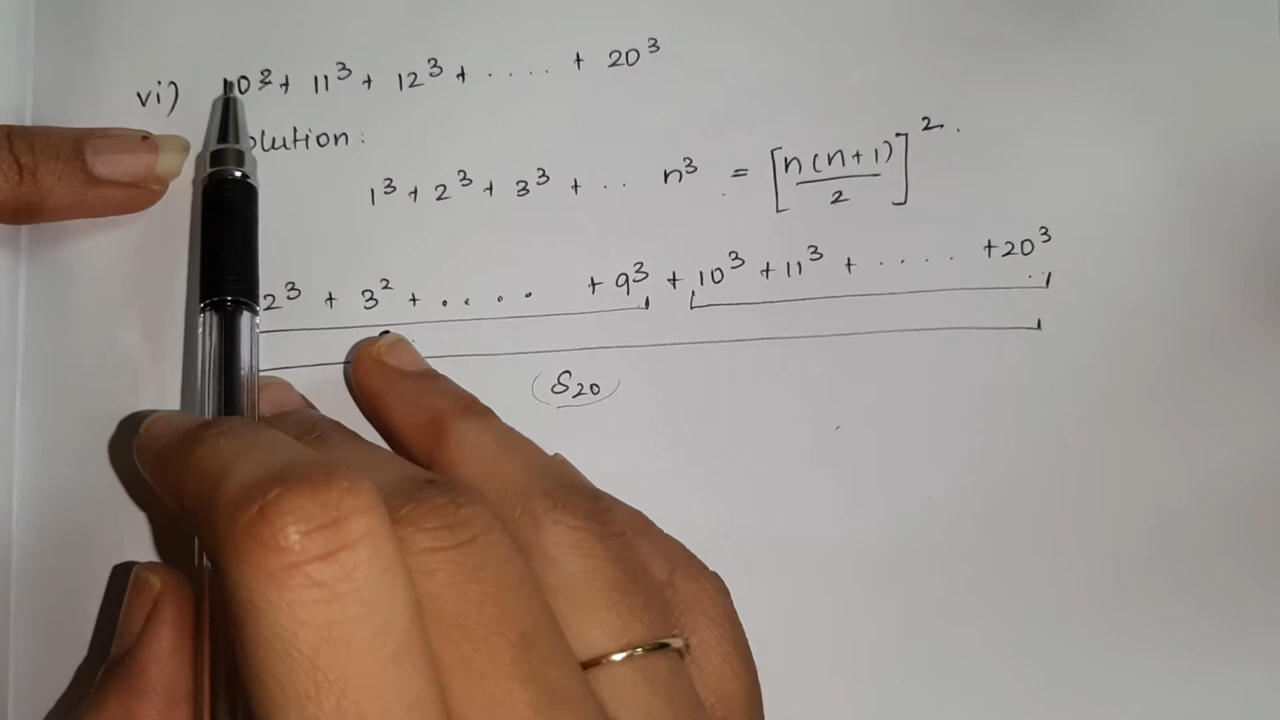 vi) 10³ + 11³ + 12³ + .... + 20³
olution:
1³ + 2³ + 3³ + .. n³ = [n(n+1)/2]².
2³ + 3² + .... + 9³ + 10³ + 11³ + ..... +20³
(S₂₀)